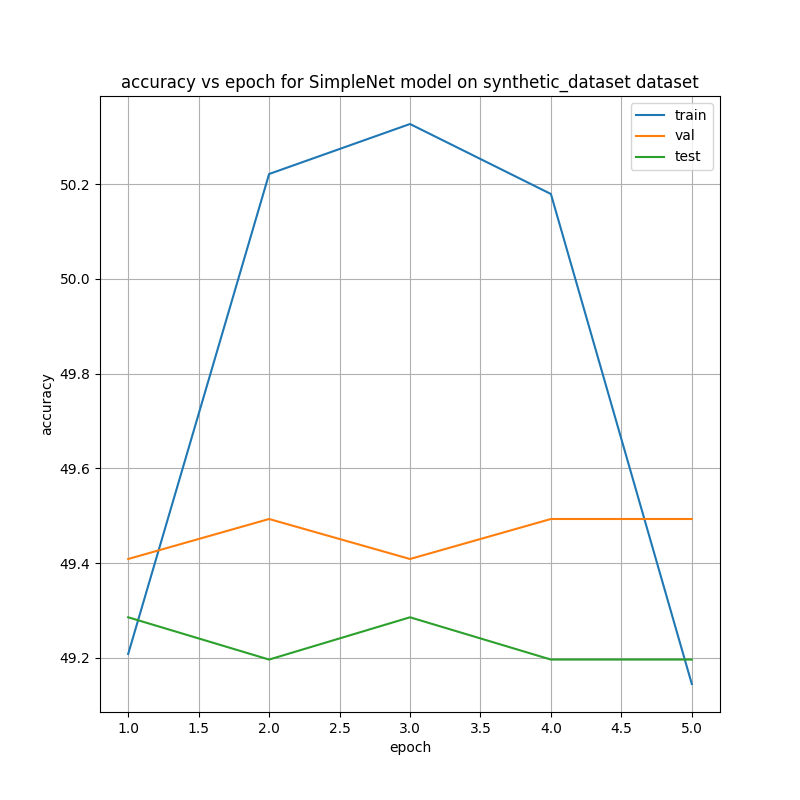 accuracy vs epoch for SimpleNet model on synthetic_dataset dataset
train
val
test
accuracy
50.2
50.0
49.8
49.6
49.4
49.2
1.0 1.5 2.0 2.5 3.0 3.5 4.0 4.5 5.0
epoch